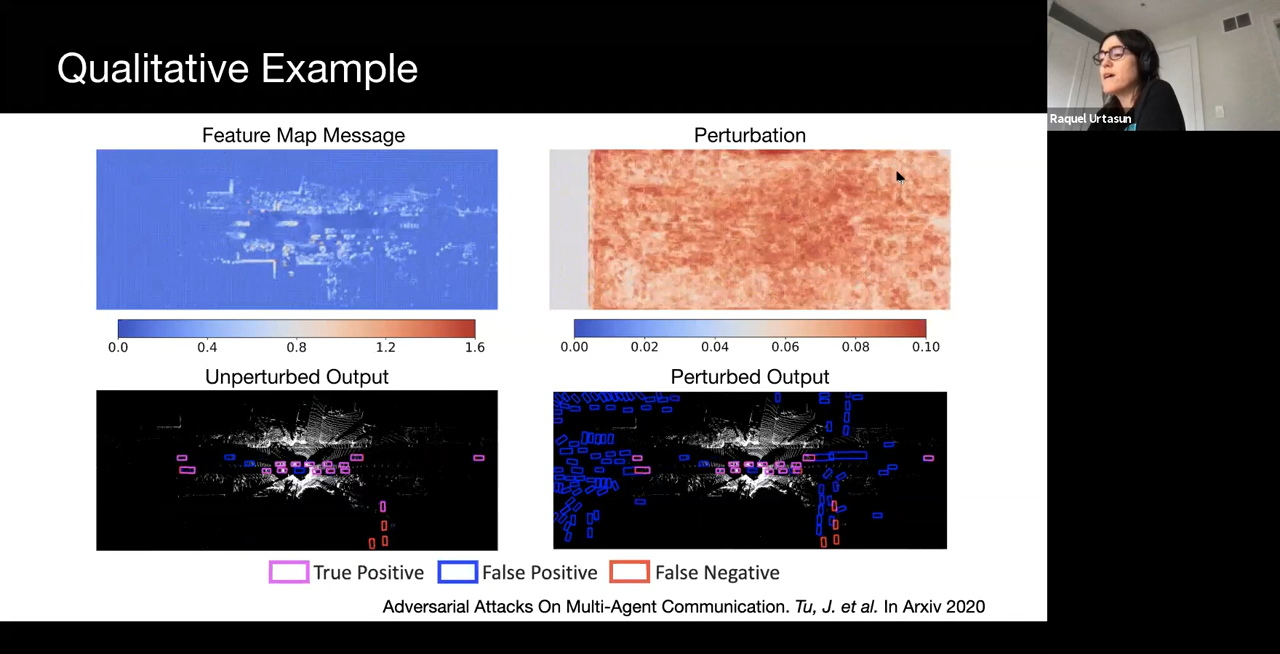 Qualitative Example
Raquel Urtasun
Feature Map Message
Perturbation
0.0 0.4 0.8 1.2 1.6
0.00 0.02 0.04 0.06 0.08 0.10
Unperturbed Output
Perturbed Output
True Positive False Positive False Negative
Adversarial Attacks On Multi-Agent Communication. Tu, J. et al. In Arxiv 2020